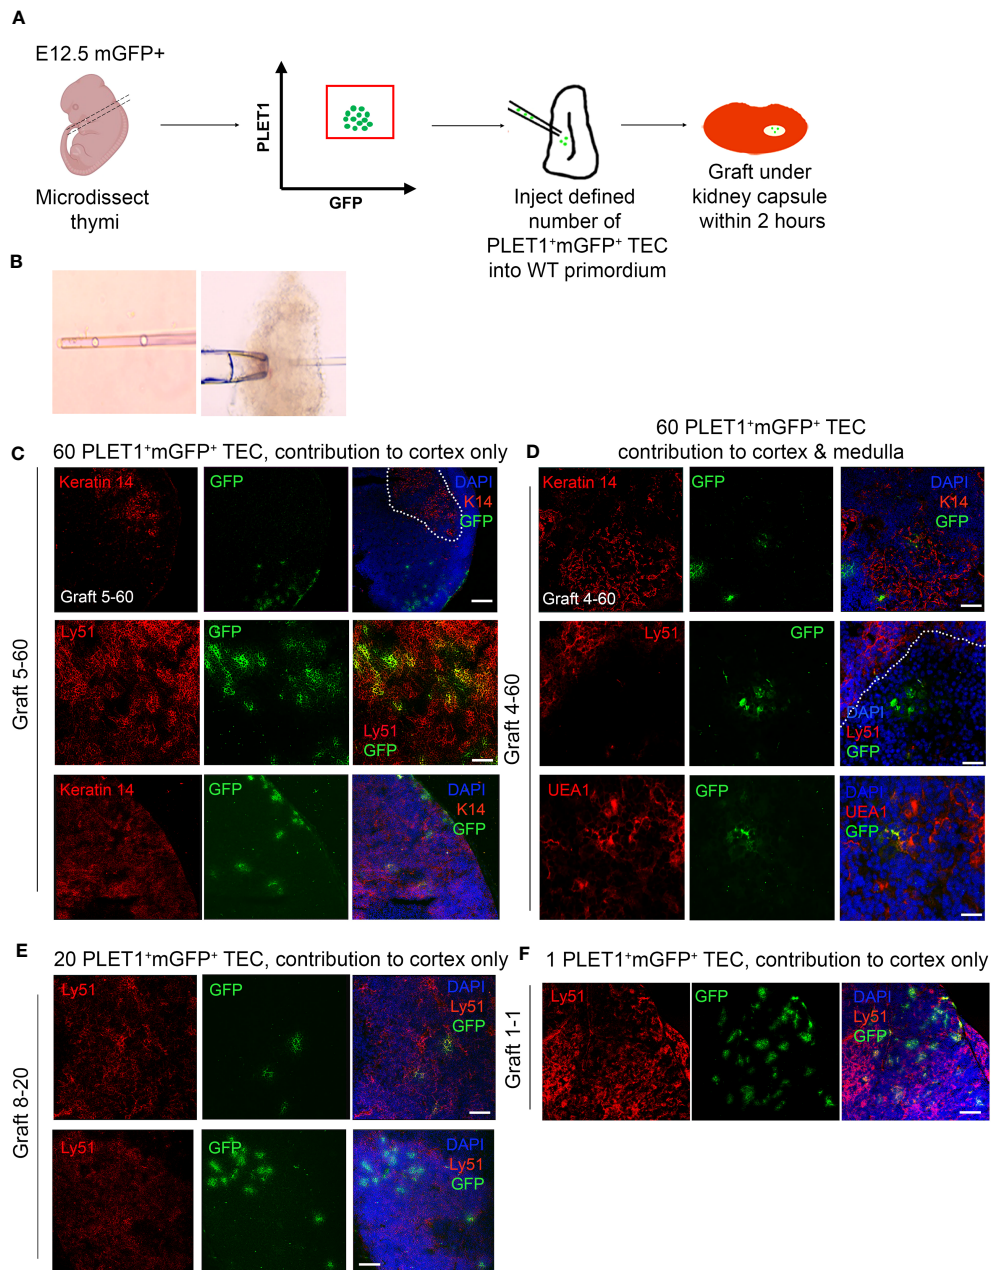 A
E12.5 mGFP+
Microdissect
thymi
PLET1
GFP
Inject defined
number of
PLET1⁺mGFP⁺ TEC
into WT primordium
Graft under
kidney capsule
within 2 hours
B
C
60 PLET1⁺mGFP⁺ TEC, contribution to cortex only
Graft 5-60
Keratin 14
Graft 5-60
GFP
DAPI
K14
GFP
Ly51
GFP
Ly51
GFP
Keratin 14
GFP
DAPI
K14
GFP
D
60 PLET1⁺mGFP⁺ TEC
contribution to cortex & medulla
Graft 4-60
Keratin 14
Graft 4-60
GFP
DAPI
K14
GFP
Ly51
GFP
DAPI
Ly51
GFP
UEA1
GFP
DAPI
UEA1
GFP
E
20 PLET1⁺mGFP⁺ TEC, contribution to cortex only
Graft 8-20
Ly51
GFP
DAPI
Ly51
GFP
Ly51
GFP
DAPI
Ly51
GFP
F
1 PLET1⁺mGFP⁺ TEC, contribution to cortex only
Graft 1-1
Ly51
GFP
DAPI
Ly51
GFP